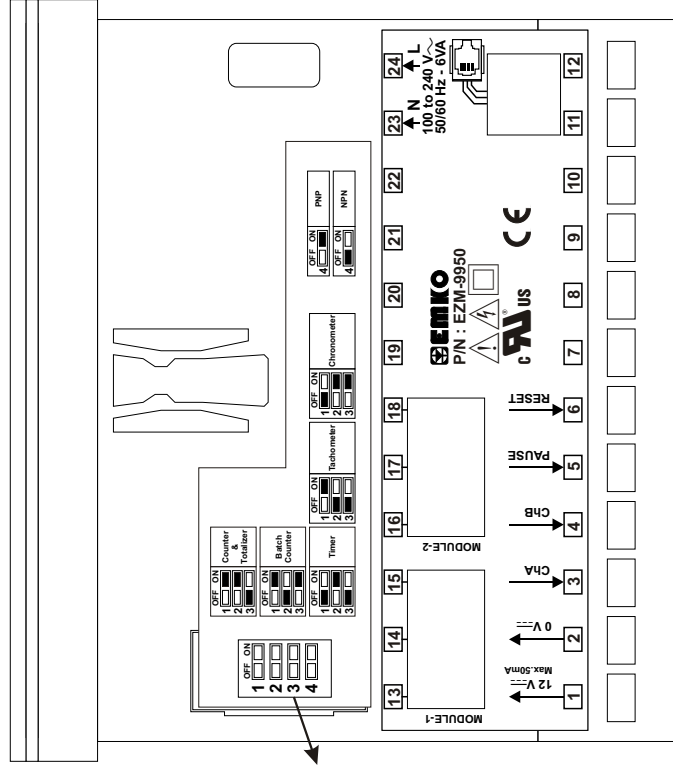 24
L
23
N
100 to 240 V
50/60 Hz - 6VA
22
21
20
19
18
17
16
15
14
13
EMKO
P/N : EZM-9950
C
UR
US
®
CE
12
11
10
9
8
7
6
RESET
5
PAUSE
4
ChB
3
ChA
2
0 V
1
12 V
Max.50mA
MODULE-2
MODULE-1
PNP
OFF ON
4
NPN
OFF ON
4
Chronometer
OFF ON
1
2
3
Tachometer
OFF ON
1
2
3
Counter
&
Totalizer
OFF ON
1
2
3
Batch
Counter
OFF ON
1
2
3
Timer
OFF ON
1
2
3
OFF ON
1
2
3
4